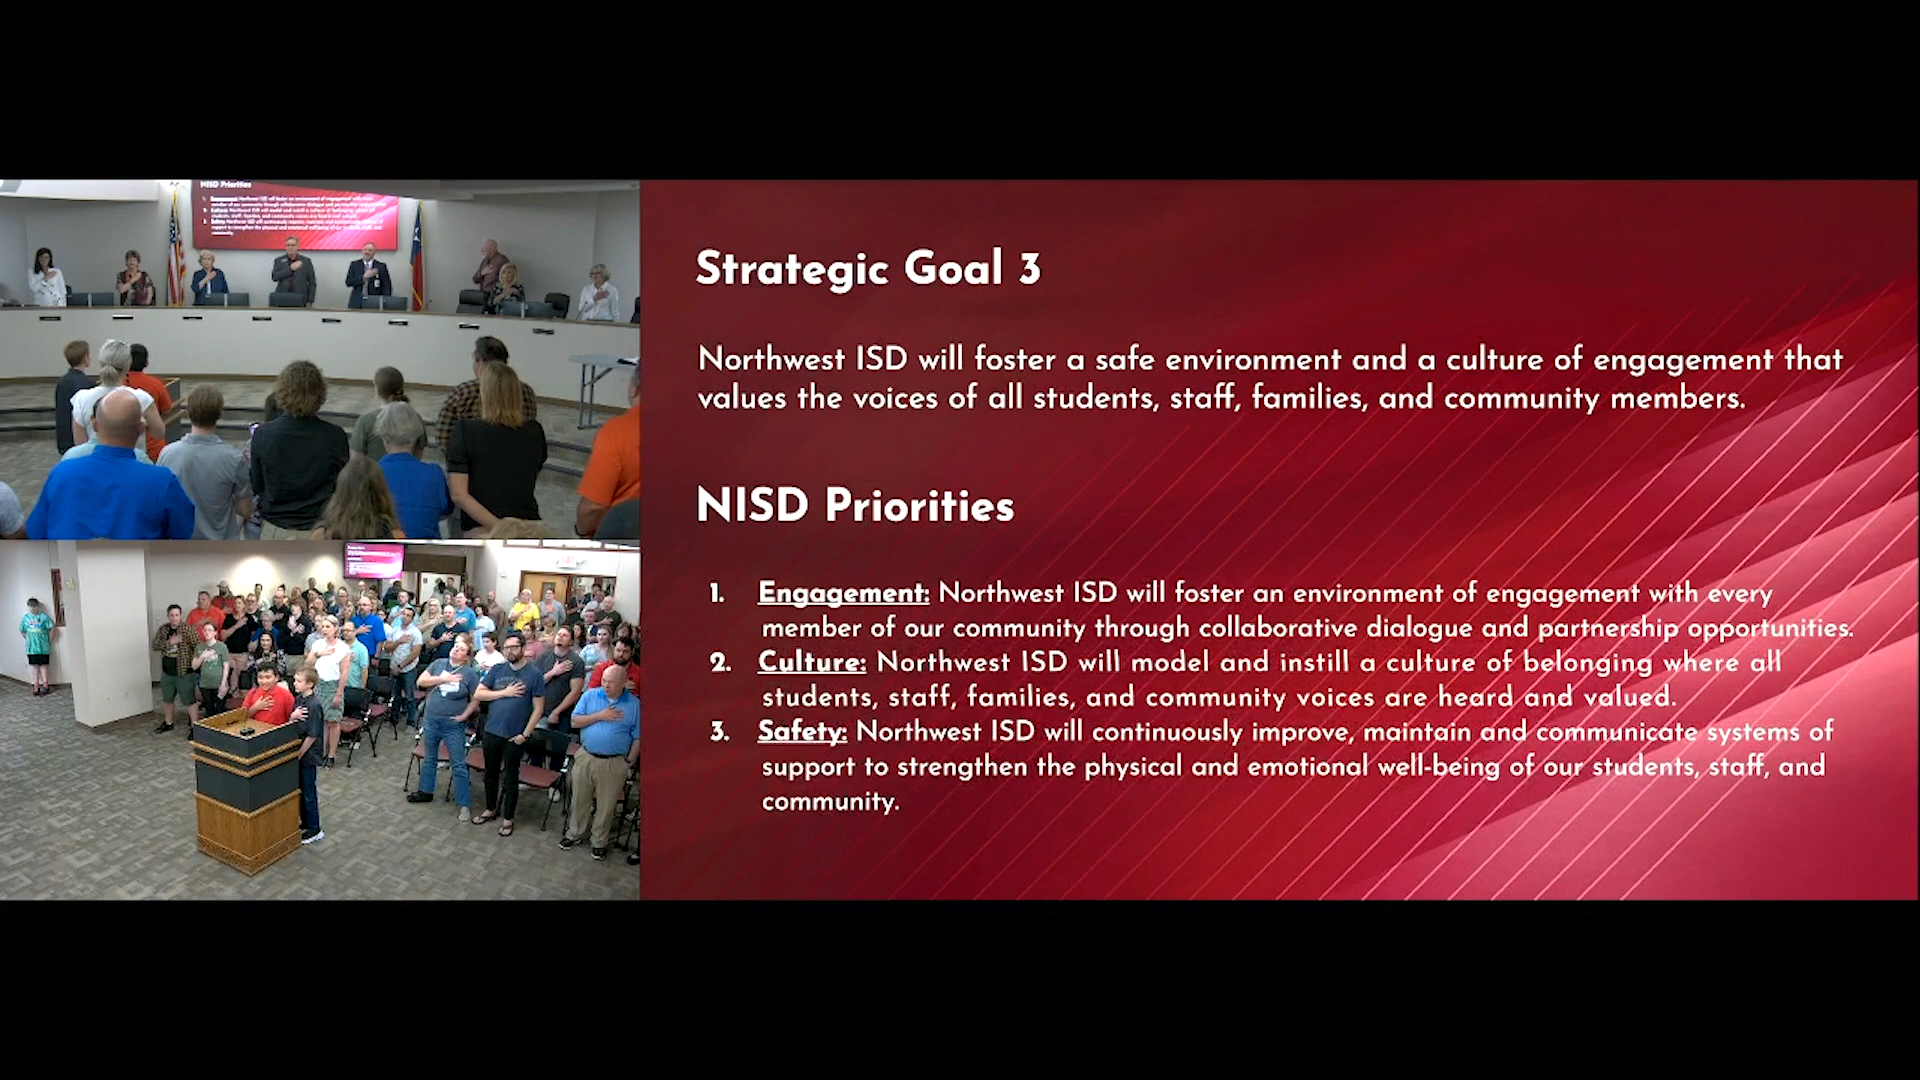 Strategic Goal 3
Northwest ISD will foster a safe environment and a culture of engagement that
values the voices of all students, staff, families, and community members.
NISD Priorities
1. Engagement: Northwest ISD will foster an environment of engagement with every
member of our community through collaborative dialogue and partnership opportunities.
2. Culture: Northwest ISD will model and instill a culture of belonging where all
students, staff, families, and community voices are heard and valued.
3. Safety: Northwest ISD will continuously improve, maintain and communicate systems of
support to strengthen the physical and emotional well-being of our students, staff, and
community.
NISD Priorities